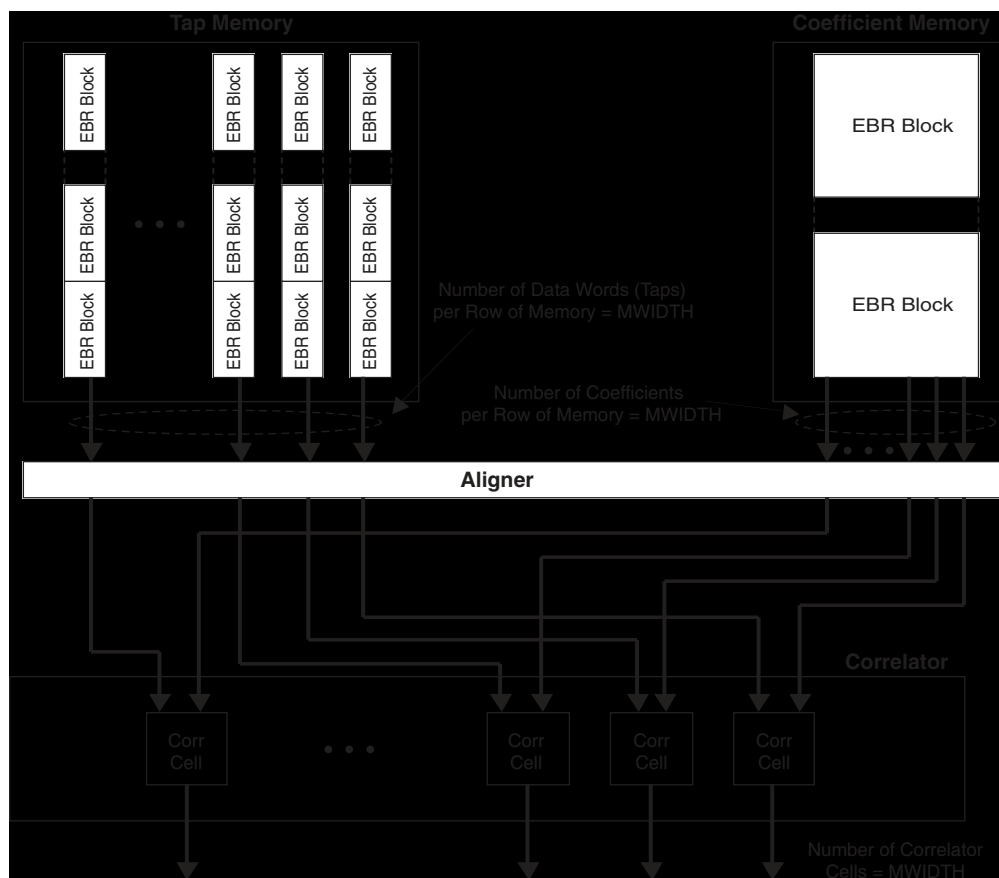 Tap Memory
Coefficient Memory
EBR Block
EBR Block
EBR Block
EBR Block
EBR Block
EBR Block
EBR Block
EBR Block
EBR Block
EBR Block
EBR Block
EBR Block
EBR Block
EBR Block
Number of Data Words (Taps)
per Row of Memory = MWIDTH
Number of Coefficients
per Row of Memory = MWIDTH
Aligner
Correlator
Corr
Cell
Corr
Cell
Corr
Cell
Corr
Cell
Number of Correlator
Cells = MWIDTH